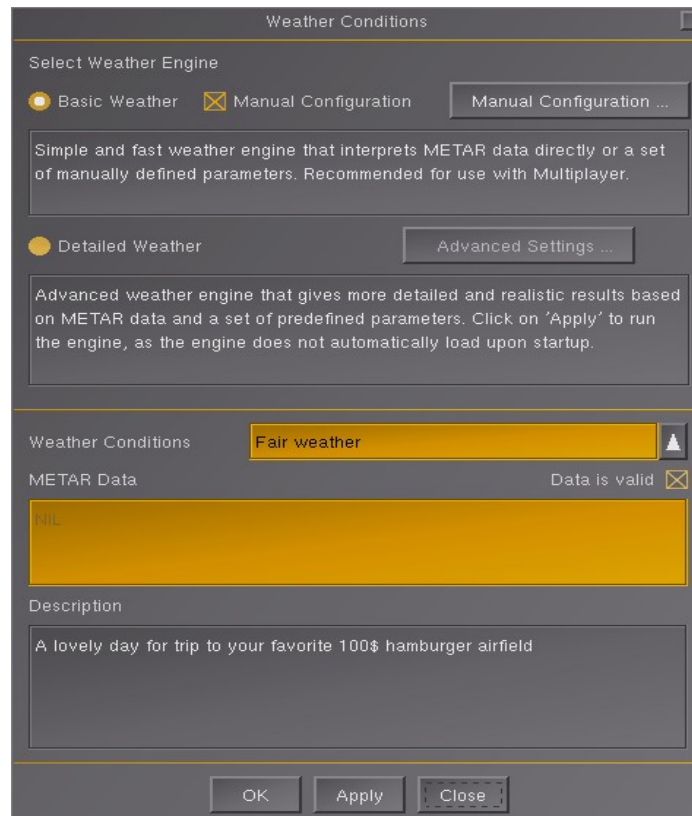 Weather Conditions
Select Weather Engine
Basic Weather Manual Configuration Manual Configuration ...
Simple and fast weather engine that interprets METAR data directly or a set
of manually defined parameters. Recommended for use with Multiplayer.
Detailed Weather Advanced Settings ...
Advanced weather engine that gives more detailed and realistic results based
on METAR data and a set of predefined parameters. Click on 'Apply' to run
the engine, as the engine does not automatically load upon startup.
Weather Conditions Fair weather
METAR Data Data is valid
NIL
Description
A lovely day for trip to your favorite 100$ hamburger airfield
OK Apply Close